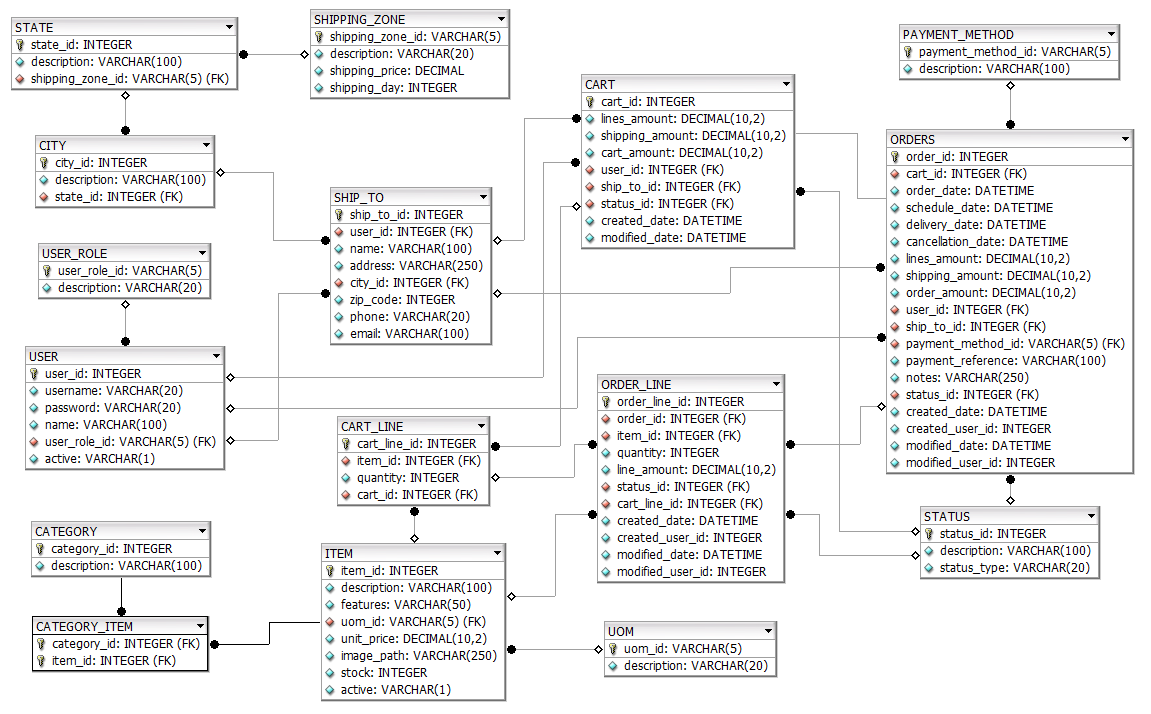 STATE
state_id: INTEGER
description: VARCHAR(100)
shipping_zone_id: VARCHAR(5) (FK)
SHIPPING_ZONE
shipping_zone_id: VARCHAR(5)
description: VARCHAR(20)
shipping_price: DECIMAL
shipping_day: INTEGER
CITY
city_id: INTEGER
description: VARCHAR(100)
state_id: INTEGER (FK)
USER_ROLE
user_role_id: VARCHAR(5)
description: VARCHAR(20)
USER
user_id: INTEGER
username: VARCHAR(20)
password: VARCHAR(20)
name: VARCHAR(100)
user_role_id: VARCHAR(5) (FK)
active: VARCHAR(1)
SHIP_TO
ship_to_id: INTEGER
user_id: INTEGER (FK)
name: VARCHAR(100)
address: VARCHAR(250)
city_id: INTEGER (FK)
zip_code: INTEGER
phone: VARCHAR(20)
email: VARCHAR(100)
CART
cart_id: INTEGER
lines_amount: DECIMAL(10,2)
shipping_amount: DECIMAL(10,2)
cart_amount: DECIMAL(10,2)
user_id: INTEGER (FK)
ship_to_id: INTEGER (FK)
status_id: INTEGER (FK)
created_date: DATETIME
modified_date: DATETIME
PAYMENT_METHOD
payment_method_id: VARCHAR(5)
description: VARCHAR(100)
ORDERS
order_id: INTEGER
cart_id: INTEGER (FK)
order_date: DATETIME
schedule_date: DATETIME
delivery_date: DATETIME
cancellation_date: DATETIME
lines_amount: DECIMAL(10,2)
shipping_amount: DECIMAL(10,2)
order_amount: DECIMAL(10,2)
user_id: INTEGER (FK)
ship_to_id: INTEGER (FK)
payment_method_id: VARCHAR(5) (FK)
payment_reference: VARCHAR(100)
notes: VARCHAR(250)
status_id: INTEGER (FK)
created_date: DATETIME
created_user_id: INTEGER
modified_date: DATETIME
modified_user_id: INTEGER
CART_LINE
cart_line_id: INTEGER
item_id: INTEGER (FK)
quantity: INTEGER
cart_id: INTEGER (FK)
ORDER_LINE
order_line_id: INTEGER
order_id: INTEGER (FK)
item_id: INTEGER (FK)
quantity: INTEGER
line_amount: DECIMAL(10,2)
status_id: INTEGER (FK)
cart_line_id: INTEGER (FK)
created_date: DATETIME
created_user_id: INTEGER
modified_date: DATETIME
modified_user_id: INTEGER
STATUS
status_id: INTEGER
description: VARCHAR(100)
status_type: VARCHAR(20)
CATEGORY
category_id: INTEGER
description: VARCHAR(100)
CATEGORY_ITEM
category_id: INTEGER (FK)
item_id: INTEGER (FK)
ITEM
item_id: INTEGER
description: VARCHAR(100)
features: VARCHAR(50)
uom_id: VARCHAR(5) (FK)
unit_price: DECIMAL(10,2)
image_path: VARCHAR(250)
stock: INTEGER
active: VARCHAR(1)
UOM
uom_id: VARCHAR(5)
description: VARCHAR(20)